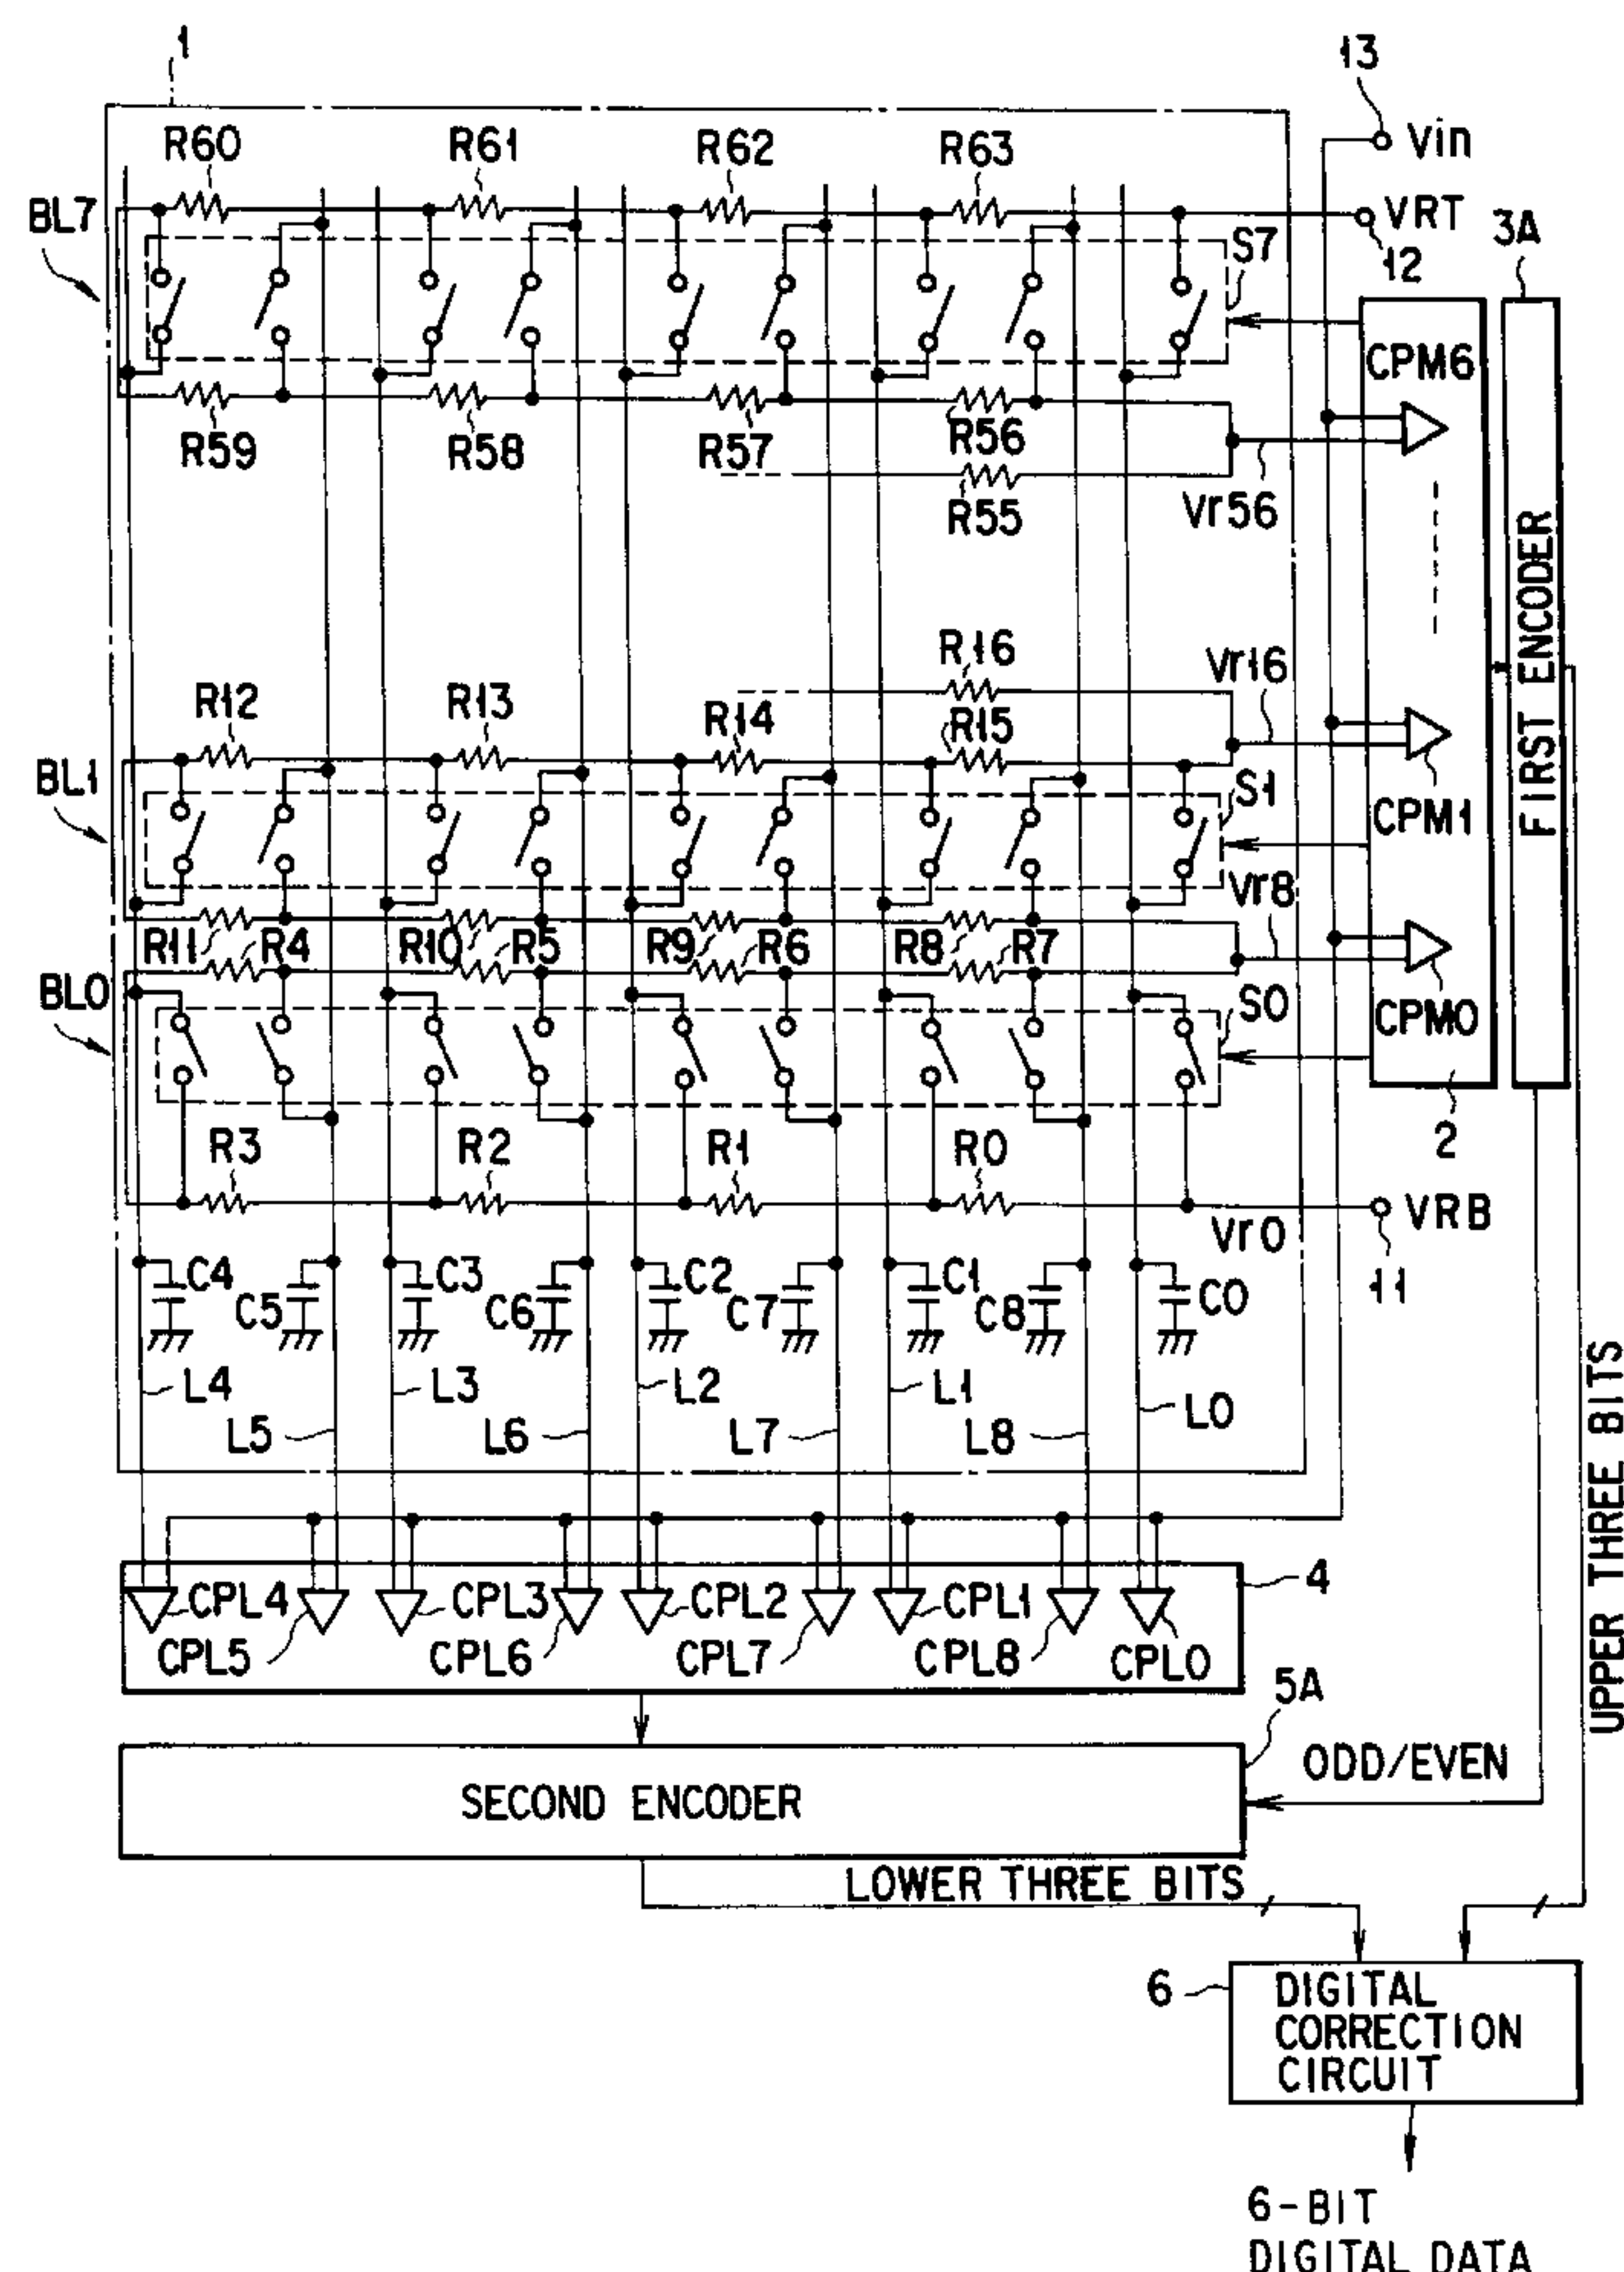 1
13
Vin
R60 R61 R62 R63
BL7
VRT
12
3A
S7
CPM6
R59 R58 R57 R56
R55
Vr56
FIRST ENCODER
R16
Vr16
R12 R13 R14 R15
BL1
S1
CPM1
Vr8
R11 R4 R10 R5 R9 R6 R8 R7
BL0
S0
CPM0
2
R3 R2 R1 R0
Vr0
VRB
11
C4 C5 C3 C6 C2 C7 C1 C8 C0
L4 L3 L2 L1 L0
L5 L6 L7 L8
UPPER THREE BITS
4
CPL4 CPL3 CPL2 CPL1
CPL5 CPL6 CPL7 CPL8 CPL0
5A
ODD/EVEN
SECOND ENCODER
LOWER THREE BITS
6
DIGITAL
CORRECTION
CIRCUIT
6-BIT
DIGITAL DATA